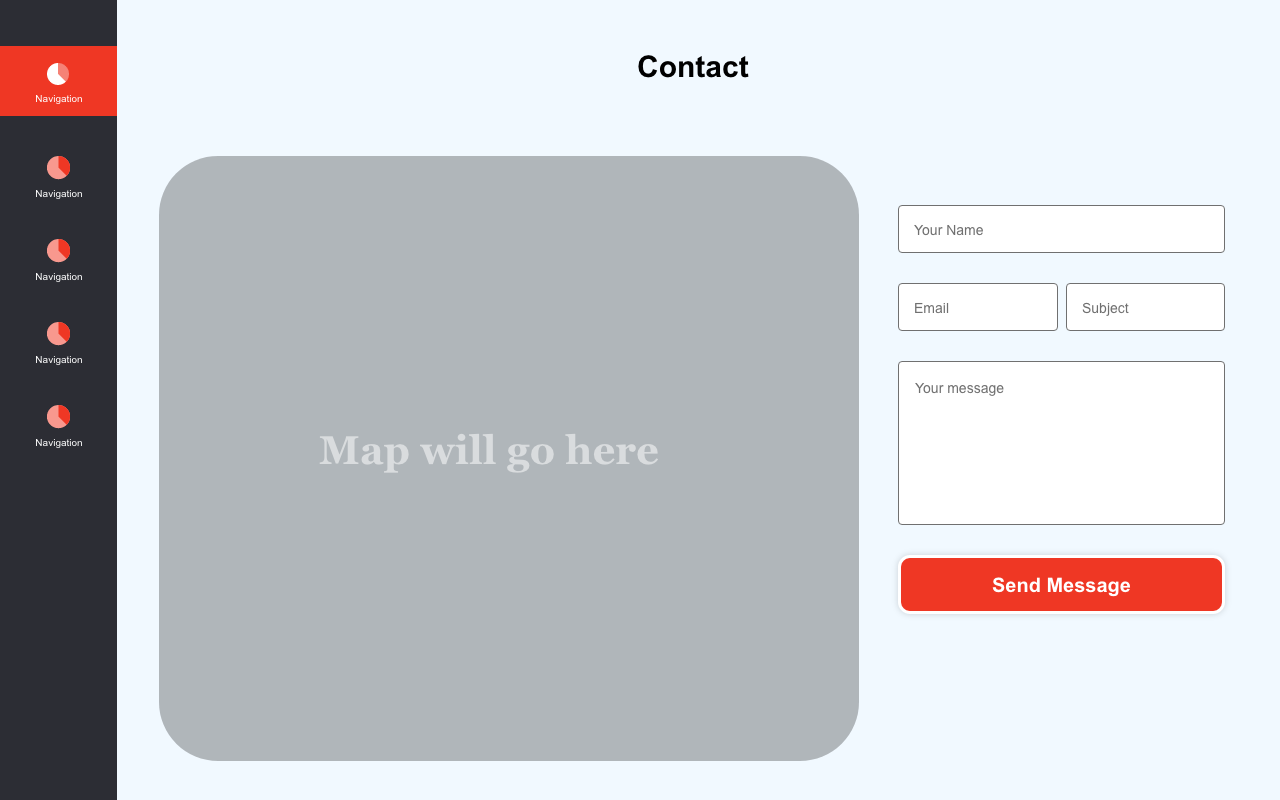 Navigation
Navigation
Navigation
Navigation
Navigation
Contact
Map will go here
Your Name
Email
Subject
Your message
Send Message